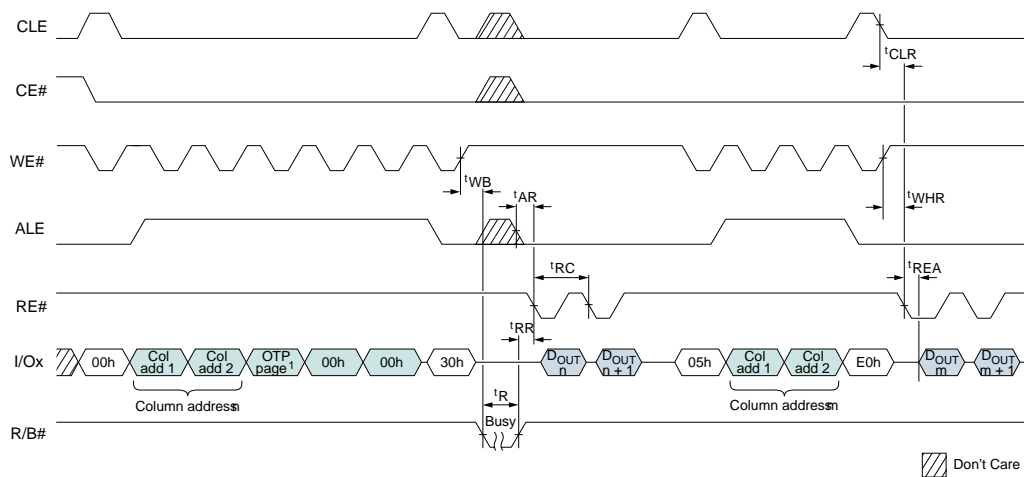 CLE
tCLR
CE#
WE#
tWB
tAR
tWHR
ALE
tRC
tREA
RE#
tRR
I/Ox
00h
Col add 1
Col add 2
OTP page1
00h
00h
30h
DOUT n
DOUT n + 1
05h
Col add 1
Col add 2
E0h
DOUT m
DOUT m + 1
Column address n
tR
Column address m
Busy
R/B#
Don't Care